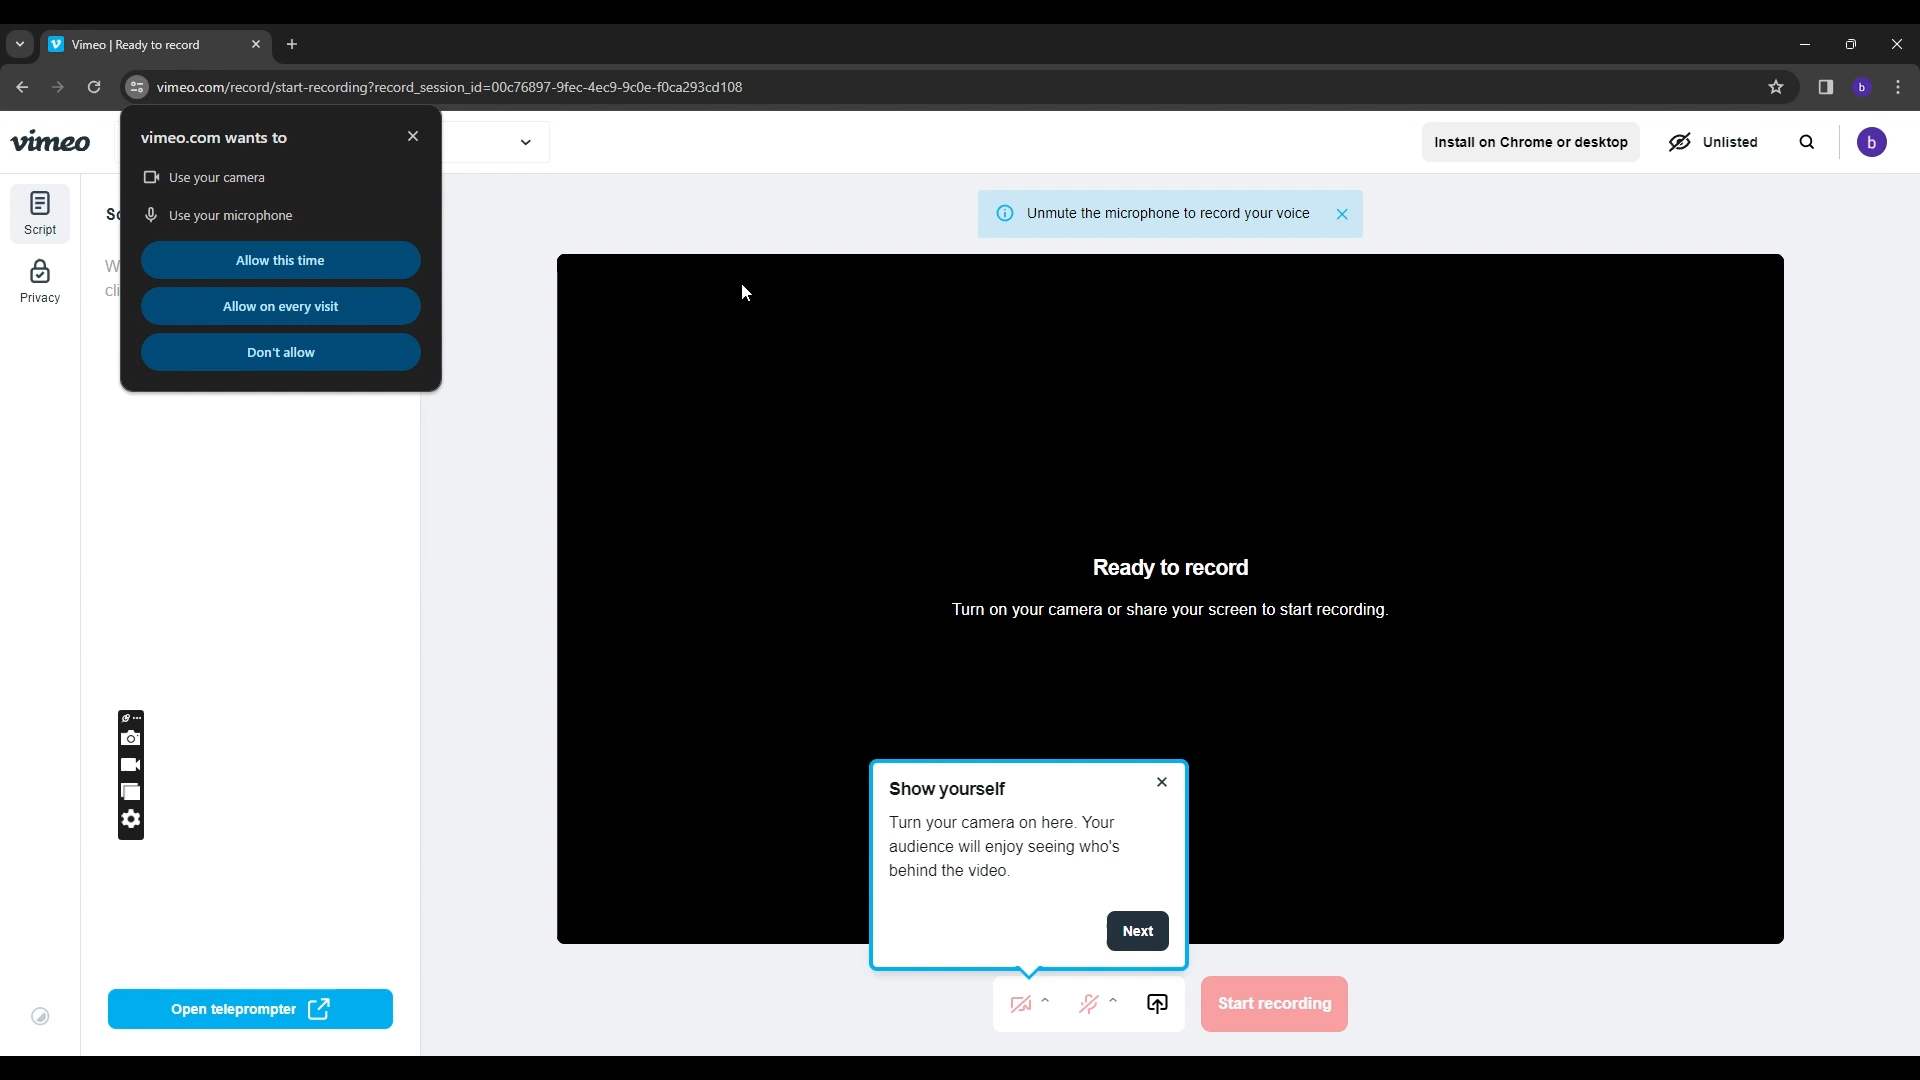 Vimeo | Ready to record
vimeo.com/record/start-recording?record_session_id=00c76897-9fec-4ec9-9c0e-f0ca293cd108
b
vimeo
Install on Chrome or desktop
Unlisted
b
vimeo.com wants to
Use your camera
Use your microphone
Allow this time
Allow on every visit
Don't allow
Script
Privacy
Unmute the microphone to record your voice
Ready to record
Turn on your camera or share your screen to start recording.
Show yourself
Turn your camera on here. Your
audience will enjoy seeing who's
behind the video.
Next
Open teleprompter
Start recording